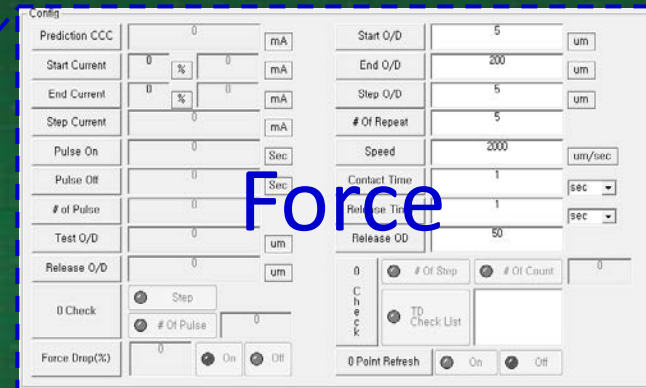 Config
Prediction CCC 0 mA
Start Current 0 % 0 mA
End Current 0 % 0 mA
Step Current 0 mA
Pulse On 0 Sec
Pulse Off 0 Sec
# of Pulse 0
Test O/D 0 um
Release O/D 0 um
0 Check Step
# Of Pulse 0
Force Drop(%) 0 On Off
Start O/D 5 um
End O/D 200 um
Step O/D 5 um
# Of Repeat 5
Speed 2000 um/sec
Contact Time 1 sec
Release Time 1 sec
Release OD 50
0 Check # Of Step # Of Count 0
TD
Check List
0 Point Refresh On Off
Force